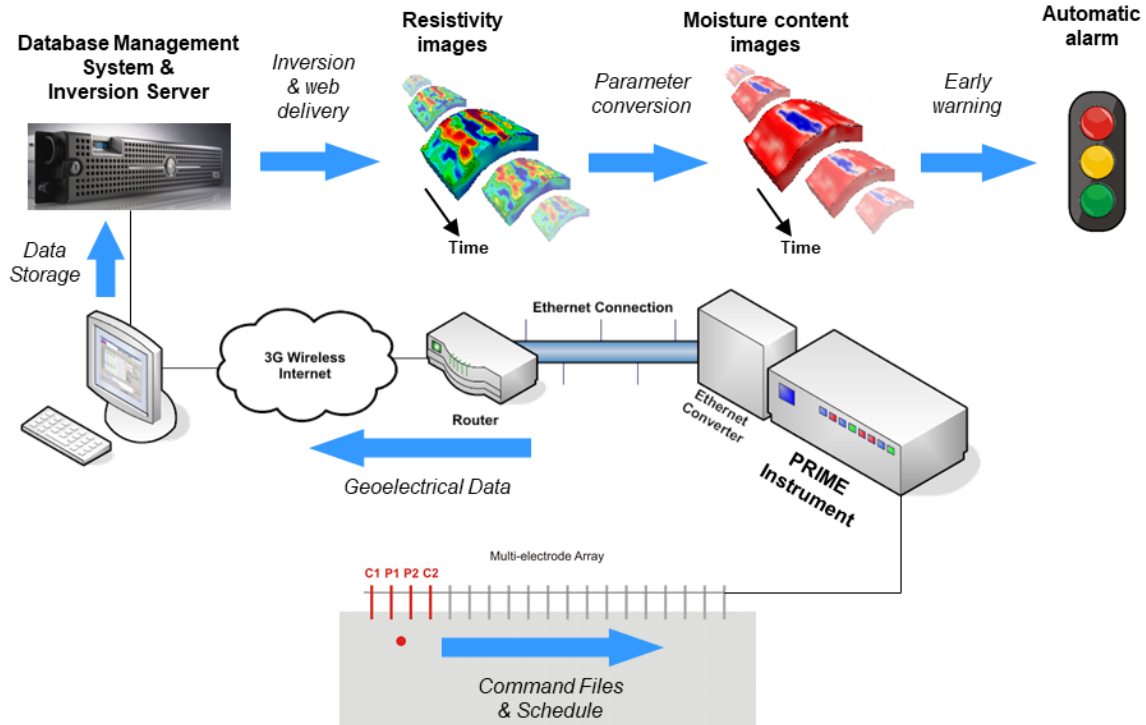 Database Management
System &
Inversion Server
Inversion
& web
delivery
Resistivity
images
Time
Parameter
conversion
Moisture content
images
Time
Early
warning
Automatic
alarm
Data
Storage
3G Wireless
Internet
Router
Ethernet Connection
Ethernet
Converter
PRIME
Instrument
Geoelectrical Data
Multi-electrode Array
C1 P1 P2 C2
Command Files
& Schedule